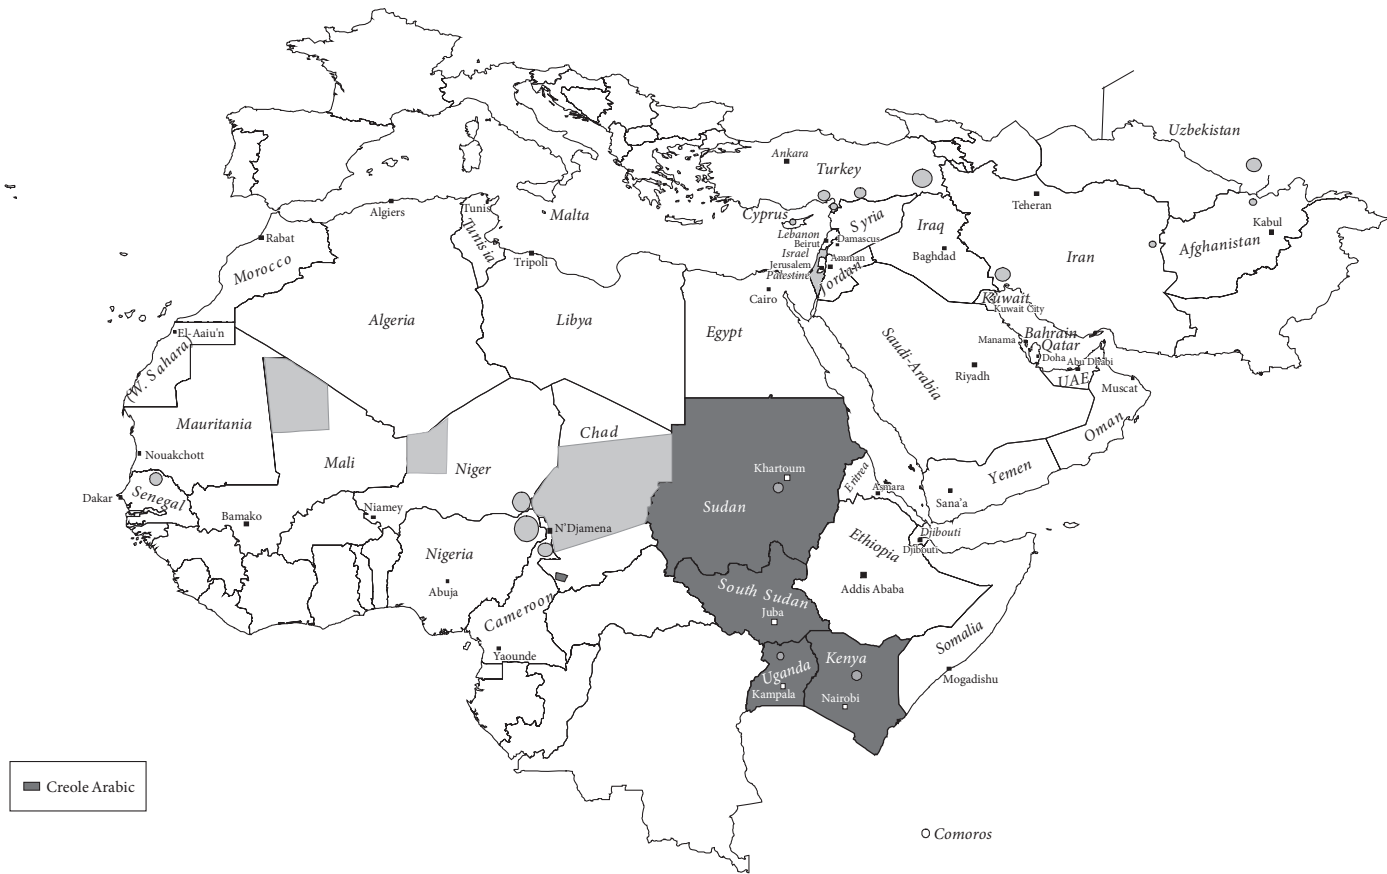 Uzbekistan
Ankara
Turkey
Teheran
Kabul
Afghanistan
Iran
Algiers
Tunis
Tunisia
Malta
Cyprus
Syria
Iraq
Lebanon
Beirut
Damascus
Israel
Baghdad
Jerusalem
Amman
Palestine
Jordan
Rabat
Morocco
Tripoli
Cairo
Kuwait
Kuwait City
El-Aaiu'n
Algeria
Libya
Egypt
Saudi-Arabia
Manama
Bahrain
Qatar
Doha
Abu Dhabi
UAE
Riyadh
Muscat
(W. Sahara)
Mauritania
Oman
Nouakchott
Mali
Niger
Chad
Khartoum
Eritrea
Asmara
Yemen
Sana'a
Dakar
Senegal
Bamako
Niamey
N'Djamena
Sudan
Djibouti
Djibouti
Nigeria
Ethiopia
Abuja
South Sudan
Addis Ababa
Juba
Cameroon
Yaounde
Uganda
Kampala
Kenya
Nairobi
Somalia
Mogadishu
Creole Arabic
Comoros